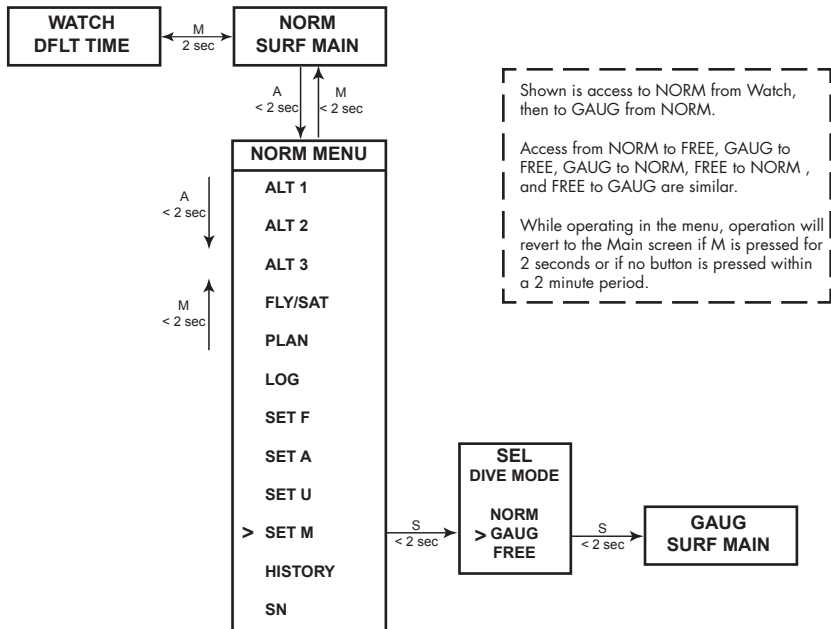 WATCH
DFLT TIME
M
2 sec
NORM
SURF MAIN
A
< 2 sec
M
< 2 sec
Shown is access to NORM from Watch,
then to GAUG from NORM.
Access from NORM to FREE, GAUG to
FREE, GAUG to NORM, FREE to NORM ,
and FREE to GAUG are similar.
While operating in the menu, operation will
revert to the Main screen if M is pressed for
2 seconds or if no button is pressed within
a 2 minute period.
NORM MENU
A
< 2 sec
M
< 2 sec
ALT 1
ALT 2
ALT 3
FLY/SAT
PLAN
LOG
SET F
SET A
SET U
> SET M
HISTORY
SN
S
< 2 sec
SEL
DIVE MODE
NORM
> GAUG
FREE
S
< 2 sec
GAUG
SURF MAIN